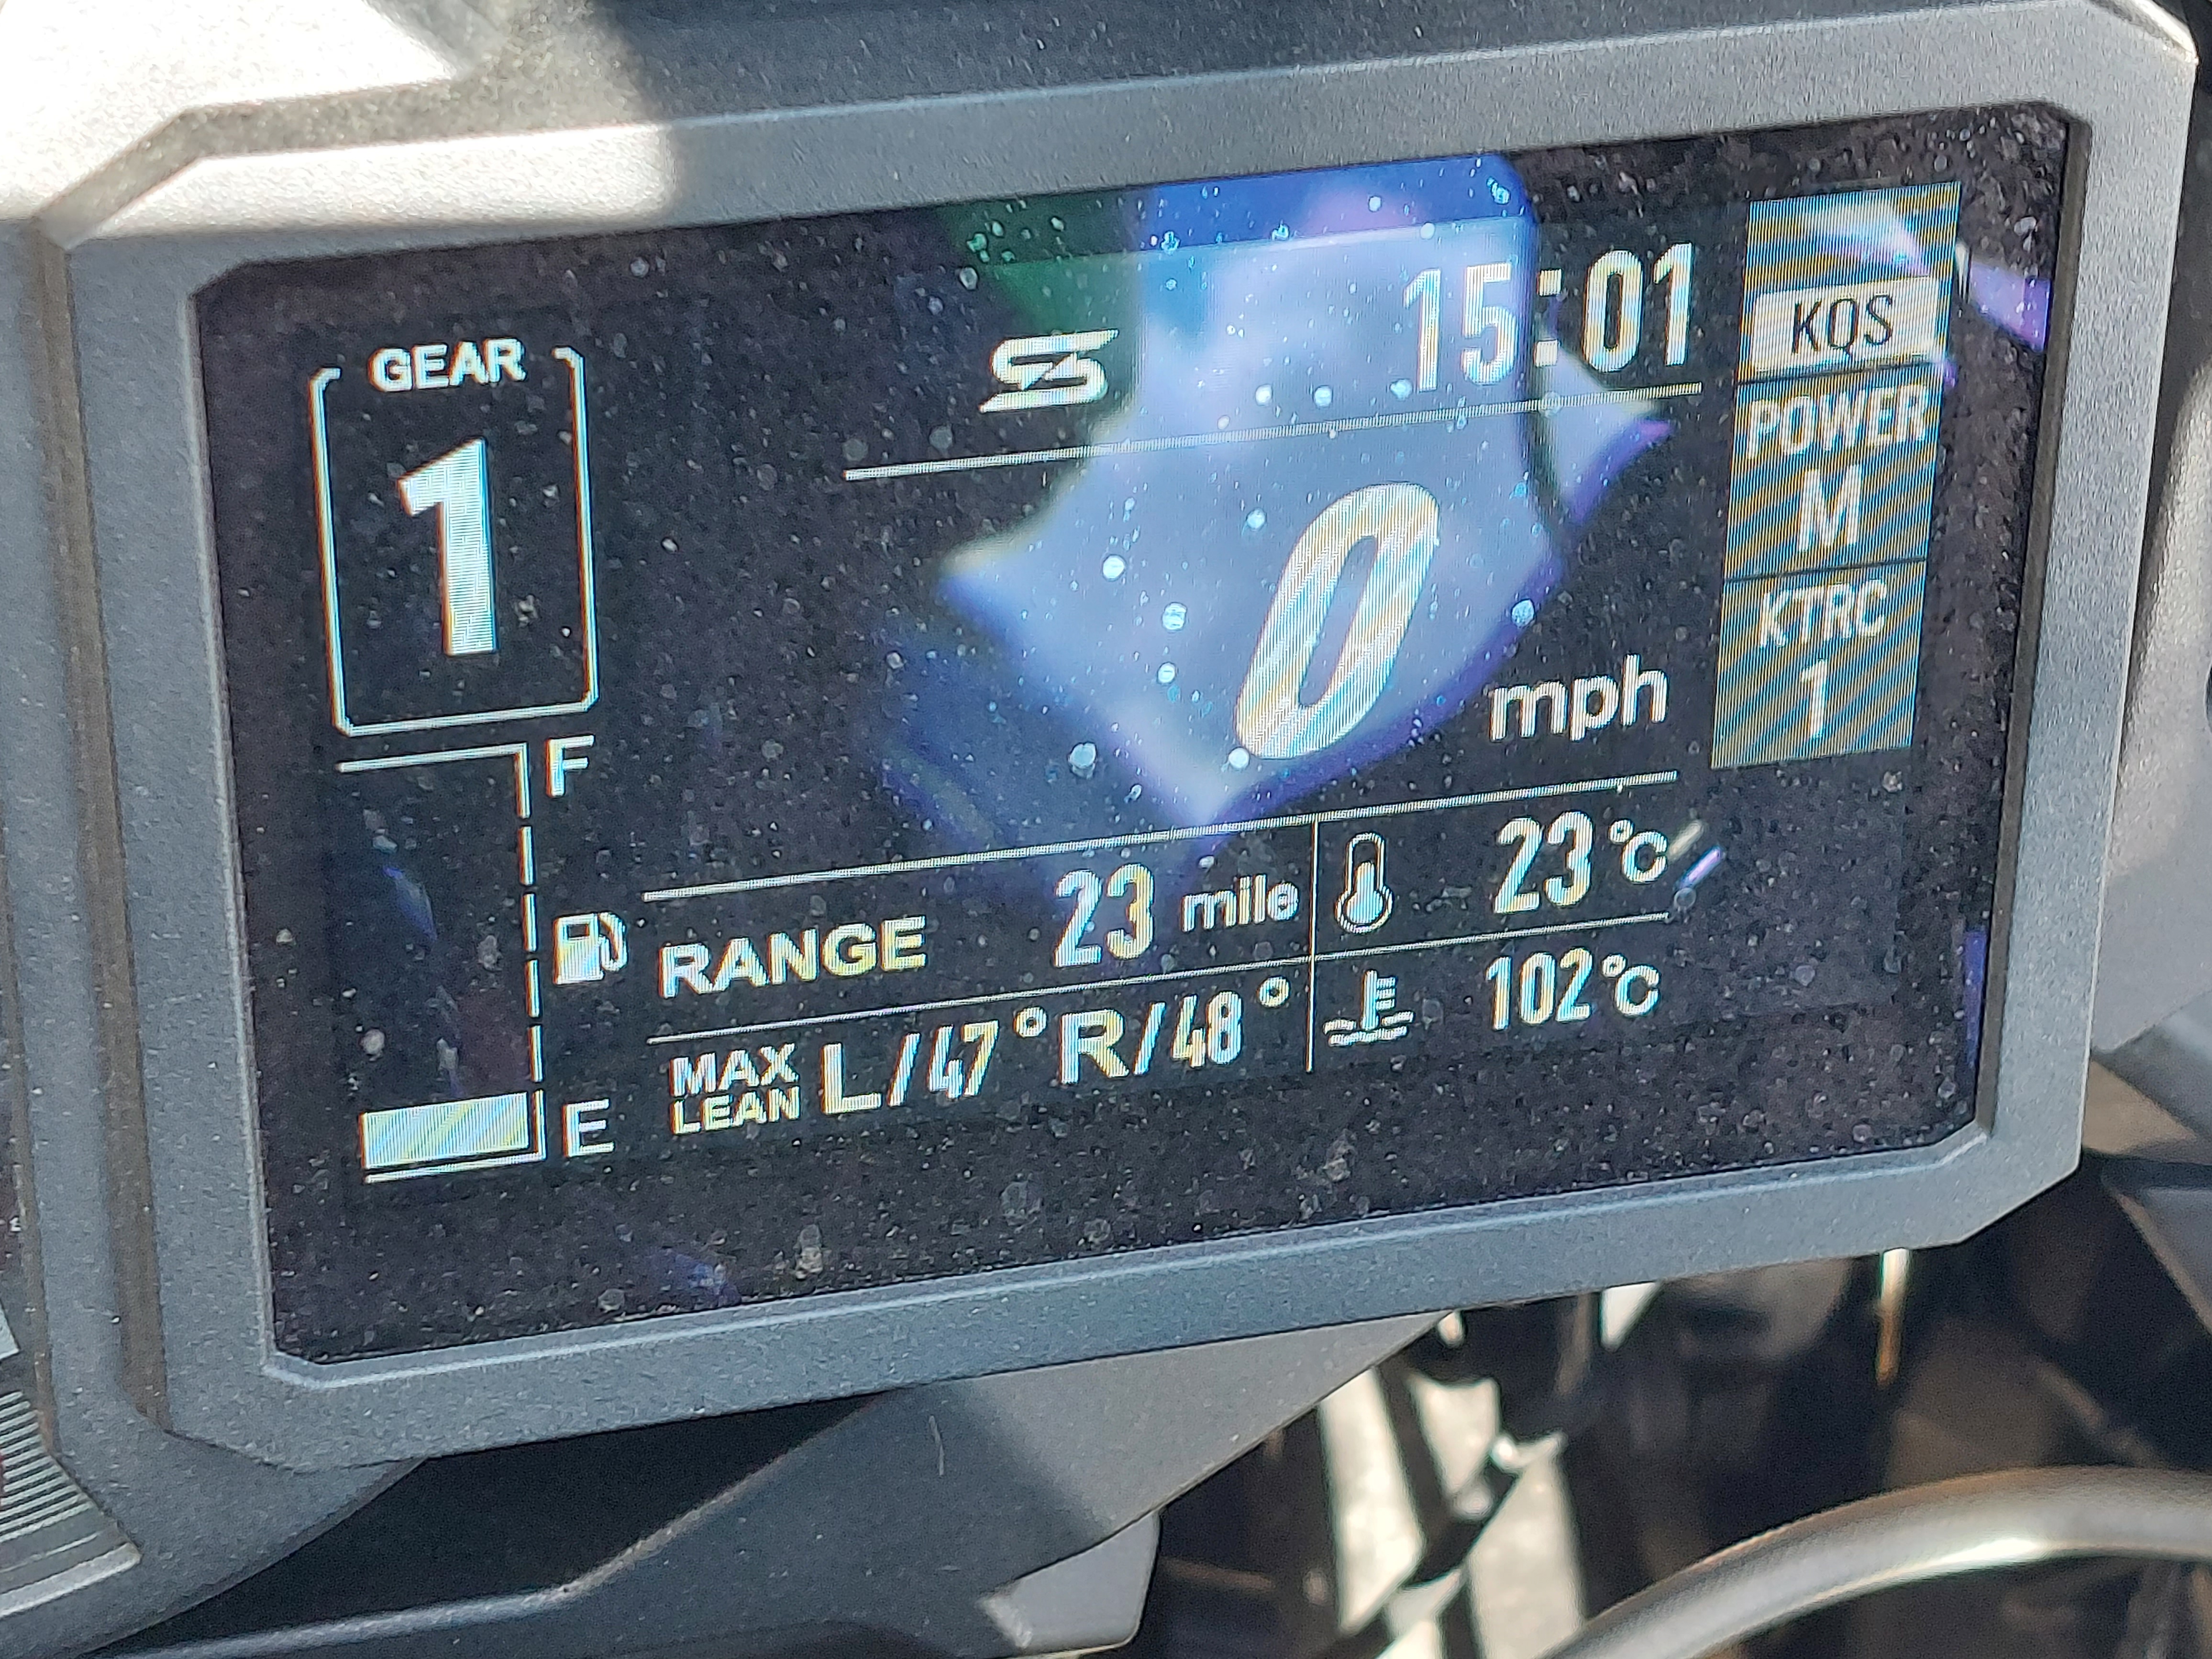 GEAR
1
15:01
KQS
POWER
M
KTRC
1
0
mph
F
E
RANGE 23 mile
23 °C
MAX LEAN L/47° R/48°
102 °C